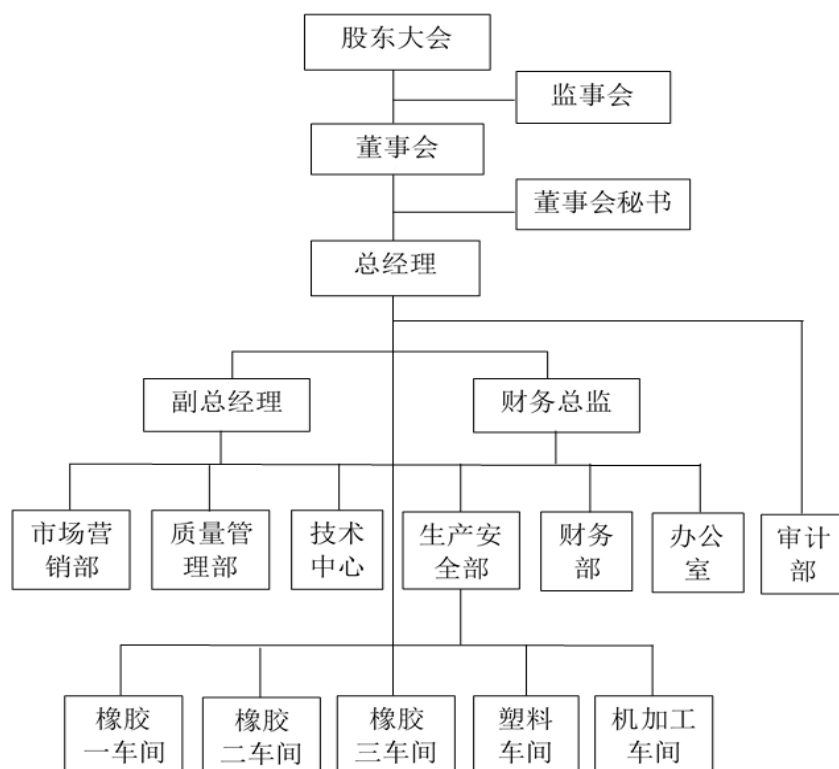 股东大会
监事会
董事会
董事会秘书
总经理
副总经理
财务总监
市场营
销部
质量管
理部
技术
中心
生产安
全部
财务
部
办公
室
审计
部
橡胶
一车间
橡胶
二车间
橡胶
三车间
塑料
车间
机加工
车间